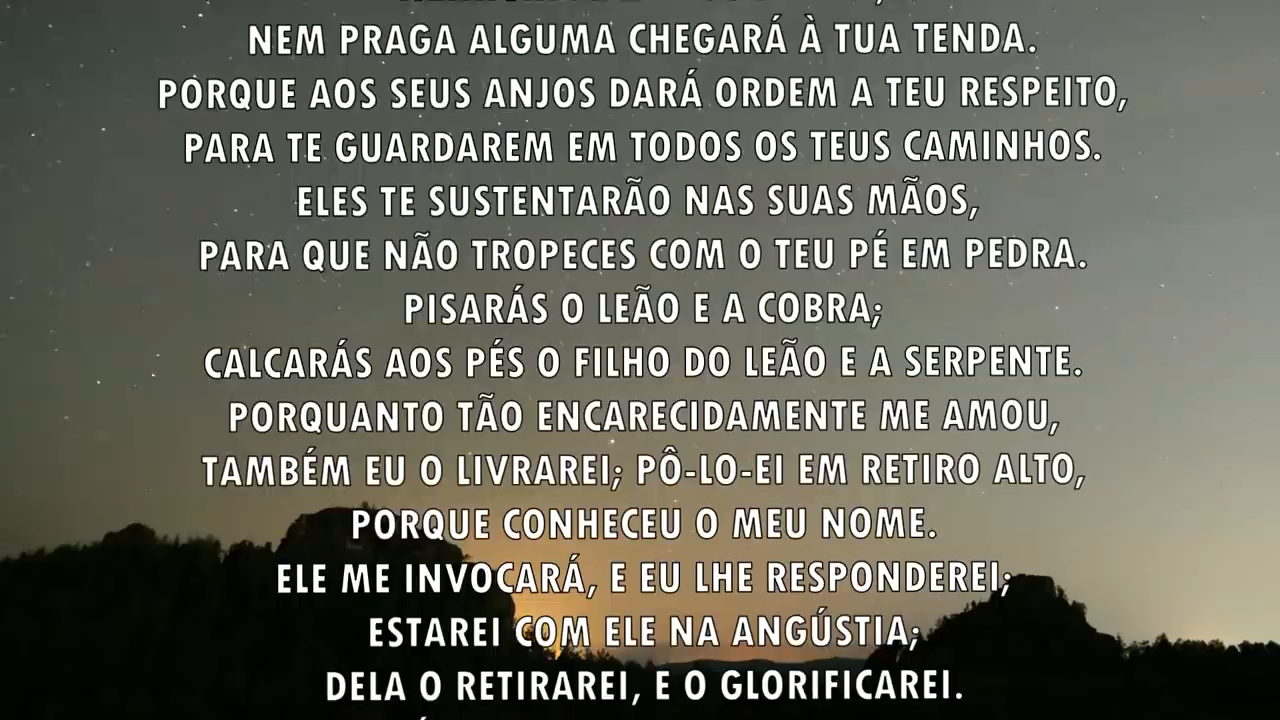 NEM PRAGA ALGUMA CHEGARÁ À TUA TENDA.
PORQUE AOS SEUS ANJOS DARÁ ORDEM A TEU RESPEITO,
PARA TE GUARDAREM EM TODOS OS TEUS CAMINHOS.
ELES TE SUSTENTARÃO NAS SUAS MÃOS,
PARA QUE NÃO TROPECES COM O TEU PÉ EM PEDRA.
PISARÁS O LEÃO E A COBRA;
CALCARÁS AOS PÉS O FILHO DO LEÃO E A SERPENTE.
PORQUANTO TÃO ENCARECIDAMENTE ME AMOU,
TAMBÉM EU O LIVRAREI; PÔ-LO-EI EM RETIRO ALTO,
PORQUE CONHECEU O MEU NOME.
ELE ME INVOCARÁ, E EU LHE RESPONDEREI;
ESTAREI COM ELE NA ANGÚSTIA;
DELA O RETIRAREI, E O GLORIFICAREI.